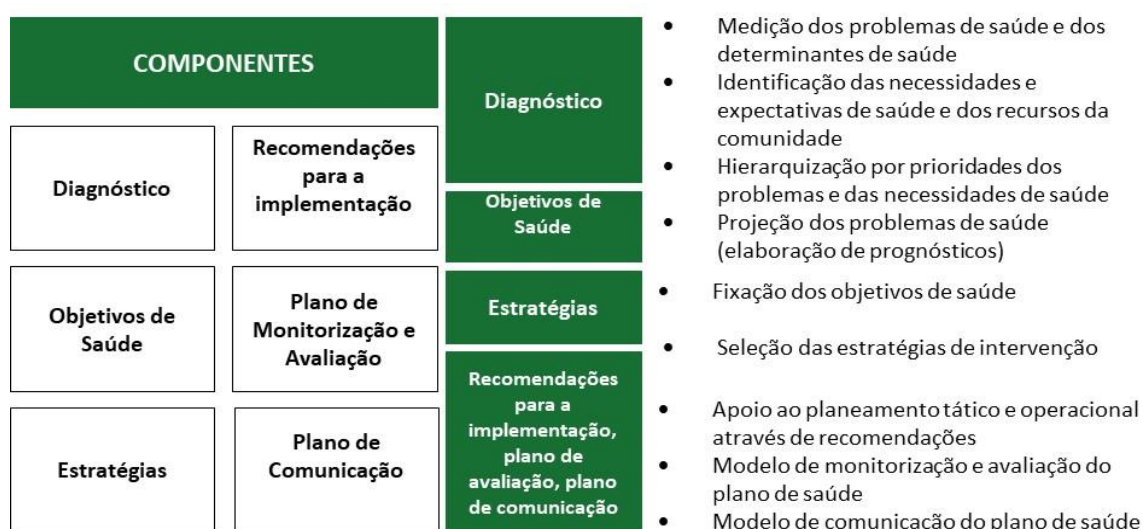 COMPONENTES
Diagnóstico
Recomendações
para a
implementação
Objetivos de
Saúde
Plano de
Monitorização e
Avaliação
Estratégias
Plano de
Comunicação
Diagnóstico
Objetivos de
Saúde
Estratégias
Recomendações
para a
implementação,
plano de
avaliação, plano
de comunicação
• Medição dos problemas de saúde e dos
determinantes de saúde
• Identificação das necessidades e
expectativas de saúde e dos recursos da
comunidade
• Hierarquização por prioridades dos
problemas e das necessidades de saúde
• Projeção dos problemas de saúde
(elaboração de prognósticos)
• Fixação dos objetivos de saúde
• Seleção das estratégias de intervenção
• Apoio ao planeamento tático e operacional
através de recomendações
• Modelo de monitorização e avaliação do
plano de saúde
• Modelo de comunicação do plano de saúde